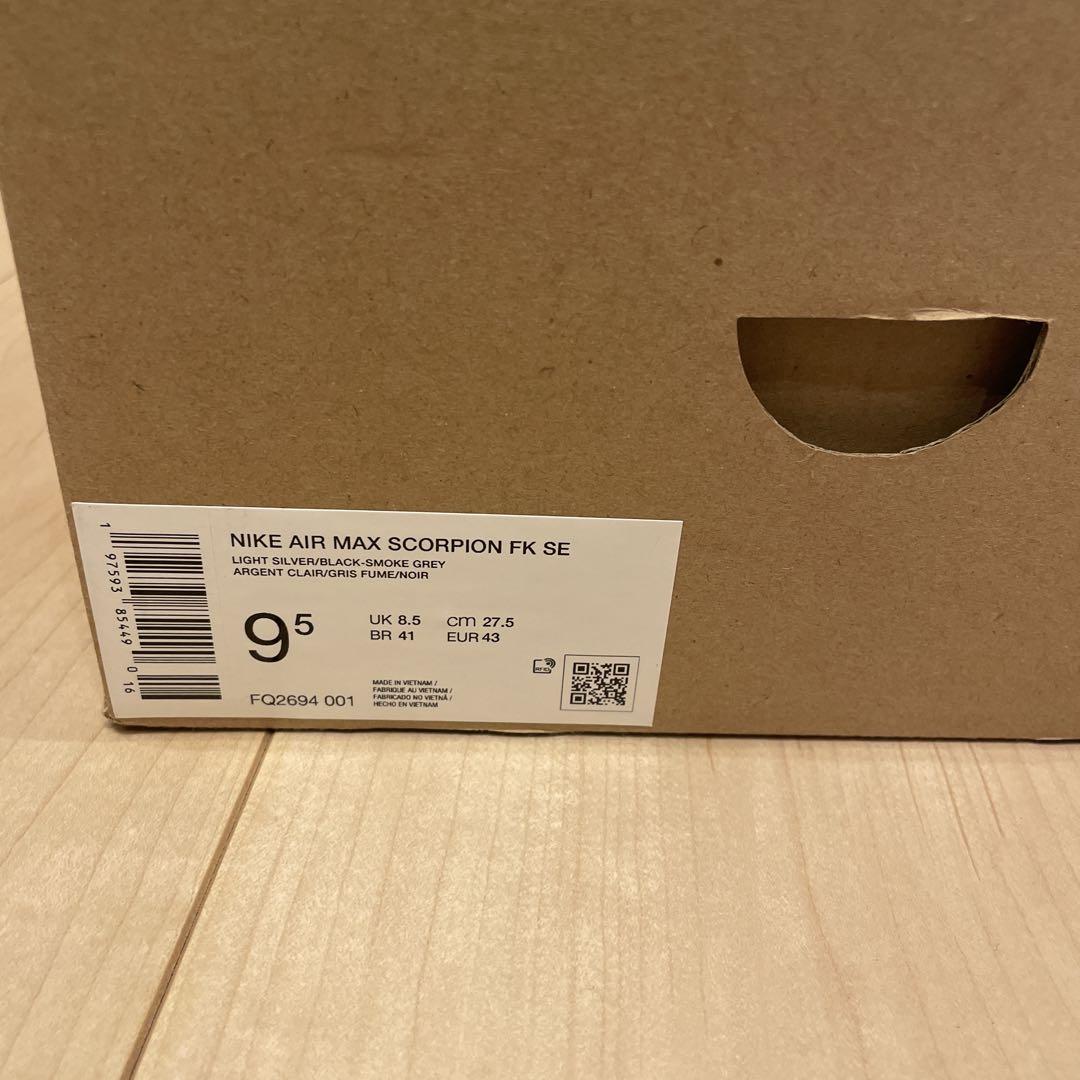 NIKE AIR MAX SCORPION FK SE
LIGHT SILVER/BLACK-SMOKE GREY
ARGENT CLAIR/GRIS FUME/NOIR
9⁵
UK 8.5 cm 27.5
BR 41 EUR 43
FQ2694 001
MADE IN VIETNAM /
FABRIQUE AU VIETNAM /
FABRICADO NO VIETNÃ /
HECHO EN VIETNAM
RFID
1 97593 85449 0 16